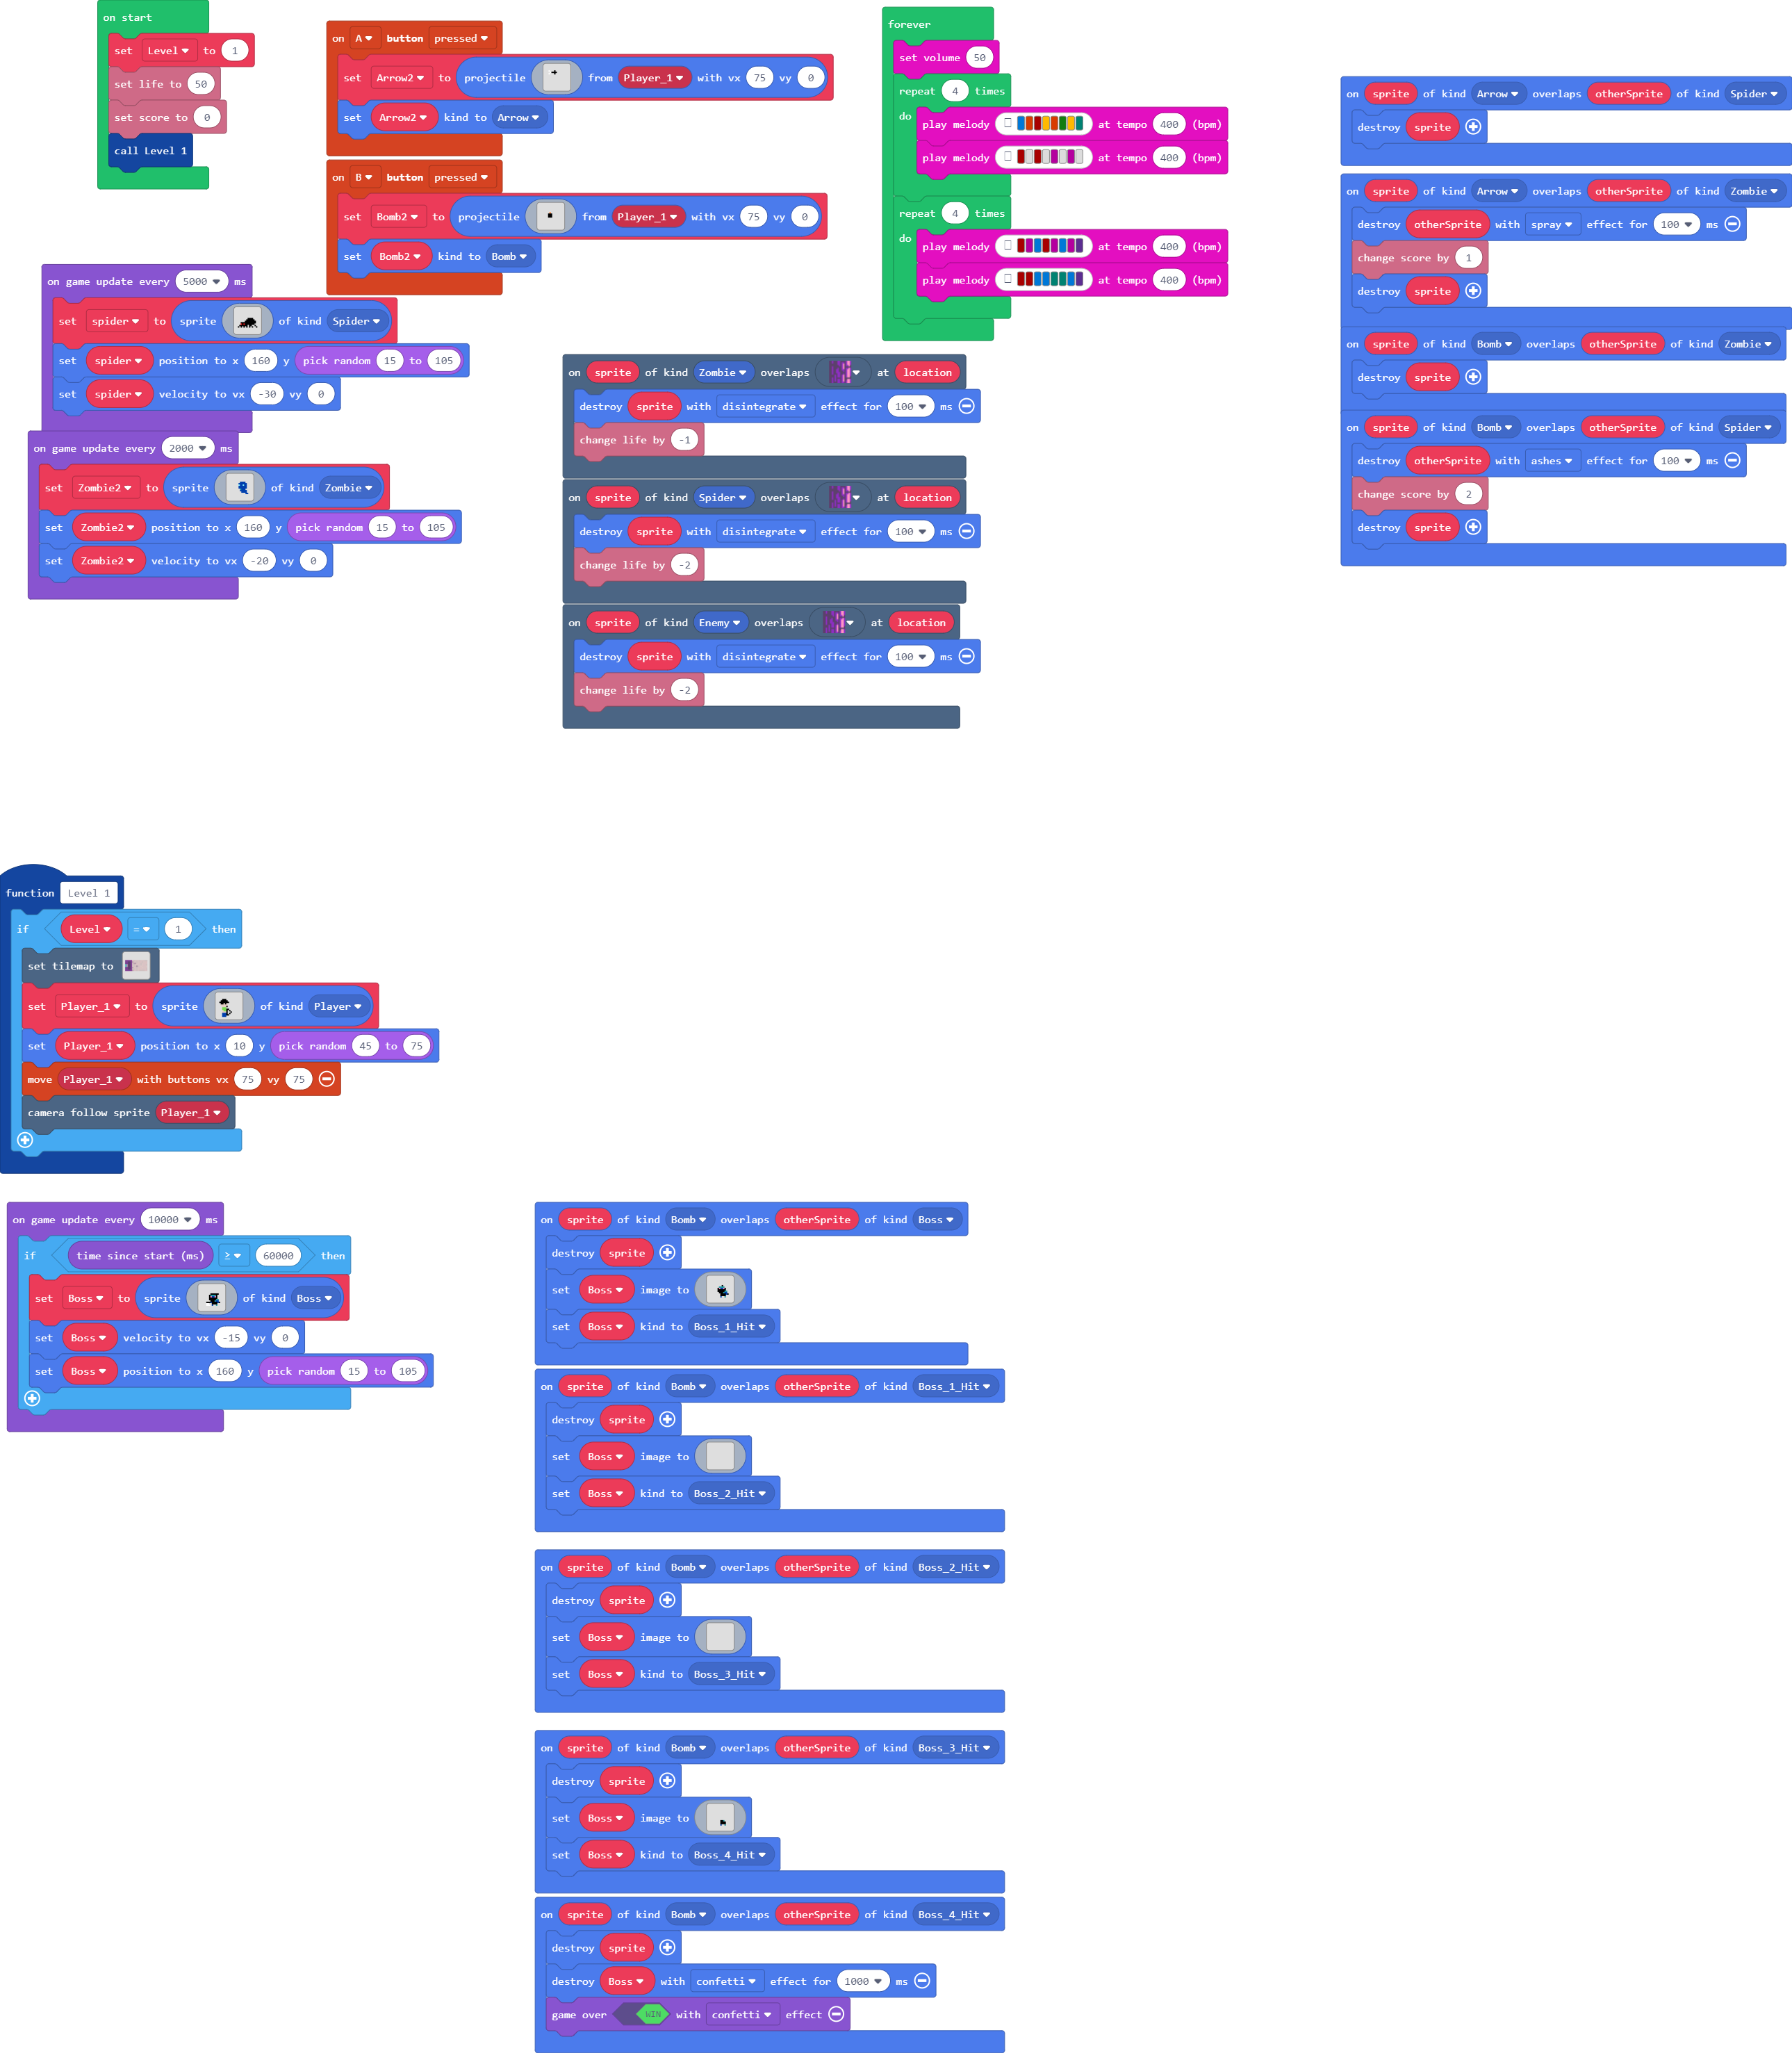 on start
set Level to 1
set life to 50
set score to 0
call Level 1
on A button pressed
set Arrow2 to projectile from Player_1 with vx 75 vy 0
set Arrow2 kind to Arrow
on B button pressed
set Bomb2 to projectile from Player_1 with vx 75 vy 0
set Bomb2 kind to Bomb
forever
set volume 50
repeat 4 times
do play melody at tempo 400 (bpm)
play melody at tempo 400 (bpm)
repeat 4 times
do play melody at tempo 400 (bpm)
play melody at tempo 400 (bpm)
on sprite of kind Arrow overlaps otherSprite of kind Spider
destroy sprite
on sprite of kind Arrow overlaps otherSprite of kind Zombie
destroy otherSprite with spray effect for 100 ms
change score by 1
destroy sprite
on sprite of kind Bomb overlaps otherSprite of kind Zombie
destroy sprite
on sprite of kind Bomb overlaps otherSprite of kind Spider
destroy otherSprite with ashes effect for 100 ms
change score by 2
destroy sprite
on game update every 5000 ms
set spider to sprite of kind Spider
set spider position to x 160 y pick random 15 to 105
set spider velocity to vx -30 vy 0
on game update every 2000 ms
set Zombie2 to sprite of kind Zombie
set Zombie2 position to x 160 y pick random 15 to 105
set Zombie2 velocity to vx -20 vy 0
on sprite of kind Zombie overlaps at location
destroy sprite with disintegrate effect for 100 ms
change life by -1
on sprite of kind Spider overlaps at location
destroy sprite with disintegrate effect for 100 ms
change life by -2
on sprite of kind Enemy overlaps at location
destroy sprite with disintegrate effect for 100 ms
change life by -2
function Level 1
if Level = 1 then
set tilemap to
set Player_1 to sprite of kind Player
set Player_1 position to x 10 y pick random 45 to 75
move Player_1 with buttons vx 75 vy 75
camera follow sprite Player_1
on game update every 10000 ms
if time since start (ms) ≥ 60000 then
set Boss to sprite of kind Boss
set Boss velocity to vx -15 vy 0
set Boss position to x 160 y pick random 15 to 105
on sprite of kind Bomb overlaps otherSprite of kind Boss
destroy sprite
set Boss image to
set Boss kind to Boss_1_Hit
on sprite of kind Bomb overlaps otherSprite of kind Boss_1_Hit
destroy sprite
set Boss image to
set Boss kind to Boss_2_Hit
on sprite of kind Bomb overlaps otherSprite of kind Boss_2_Hit
destroy sprite
set Boss image to
set Boss kind to Boss_3_Hit
on sprite of kind Bomb overlaps otherSprite of kind Boss_3_Hit
destroy sprite
set Boss image to
set Boss kind to Boss_4_Hit
on sprite of kind Bomb overlaps otherSprite of kind Boss_4_Hit
destroy sprite
destroy Boss with confetti effect for 1000 ms
game over WIN with confetti effect